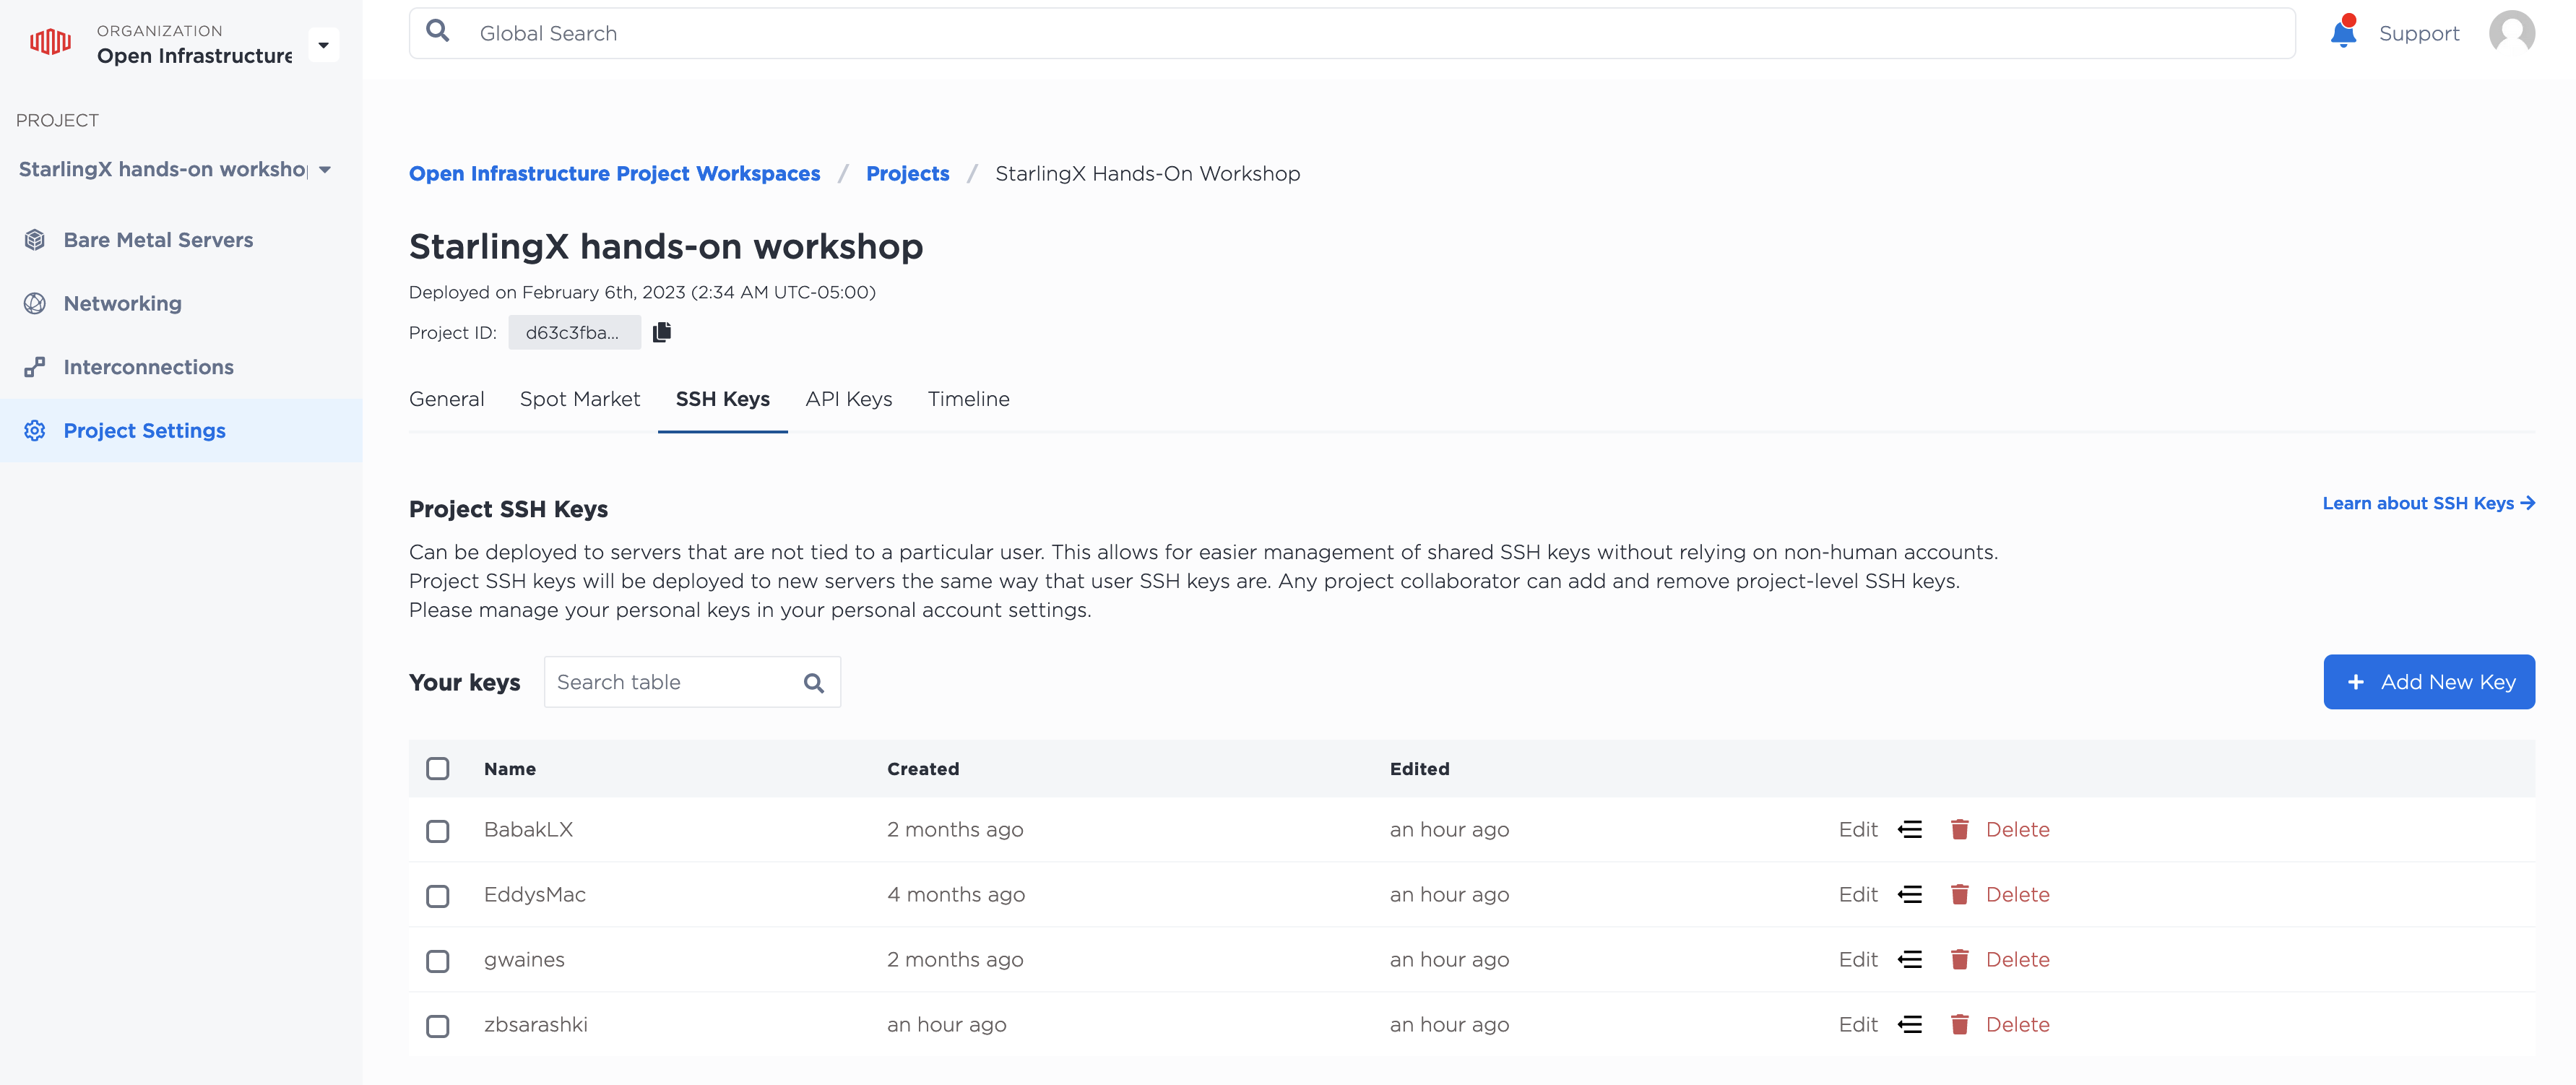 ORGANIZATION
Open Infrastructure
PROJECT
StarlingX hands-on workshop
Bare Metal Servers
Networking
Interconnections
Project Settings
Global Search
Support
Open Infrastructure Project Workspaces / Projects / StarlingX Hands-On Workshop
StarlingX hands-on workshop
Deployed on February 6th, 2023 (2:34 AM UTC-05:00)
Project ID: d63c3fba...
General Spot Market SSH Keys API Keys Timeline
Project SSH Keys
Learn about SSH Keys →
Can be deployed to servers that are not tied to a particular user. This allows for easier management of shared SSH keys without relying on non-human accounts.
Project SSH keys will be deployed to new servers the same way that user SSH keys are. Any project collaborator can add and remove project-level SSH keys.
Please manage your personal keys in your personal account settings.
Your keys Search table + Add New Key
Name Created Edited
BabakLX 2 months ago an hour ago Edit Delete
EddysMac 4 months ago an hour ago Edit Delete
gwaines 2 months ago an hour ago Edit Delete
zbsarashki an hour ago an hour ago Edit Delete